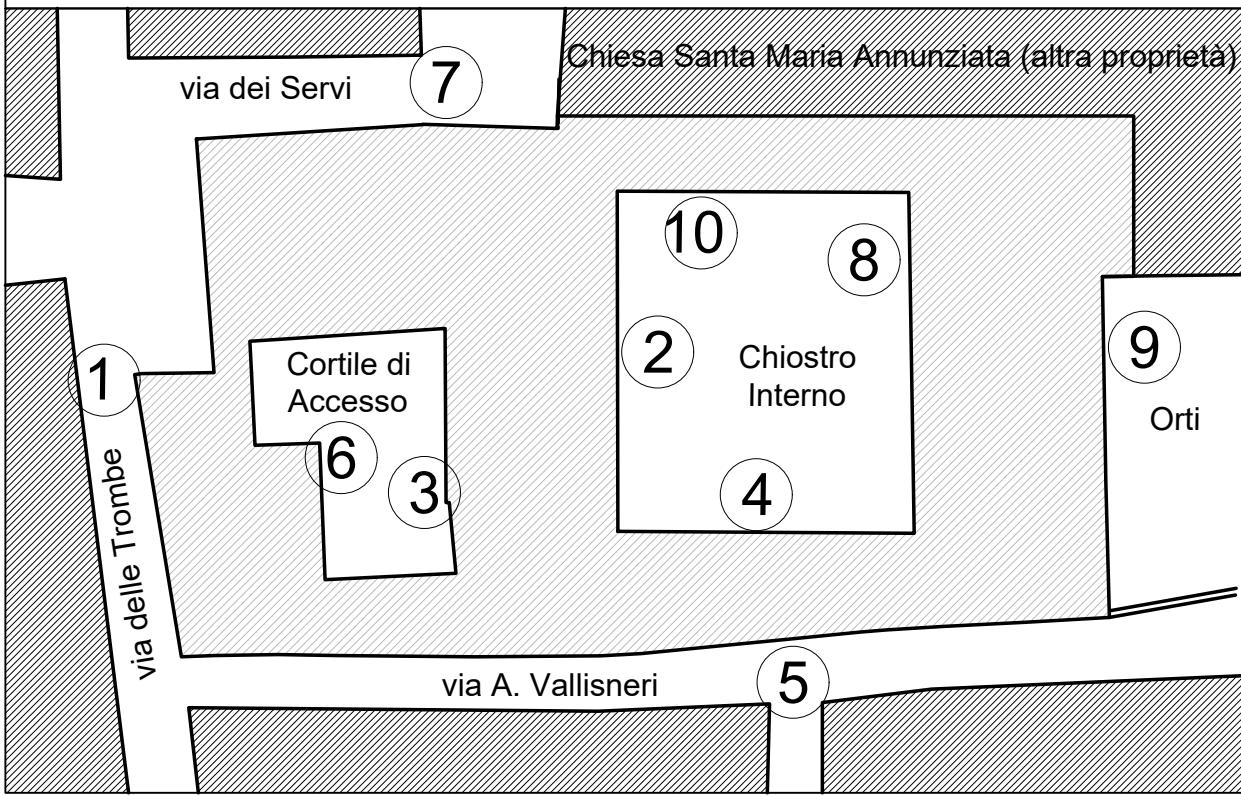 Chiesa Santa Maria Annunziata (altra proprietà)
via dei Servi
7
10
8
2
Chiostro
Interno
9
1
Cortile di
Accesso
Orti
6
3
4
via delle Trombe
via A. Vallisneri
5